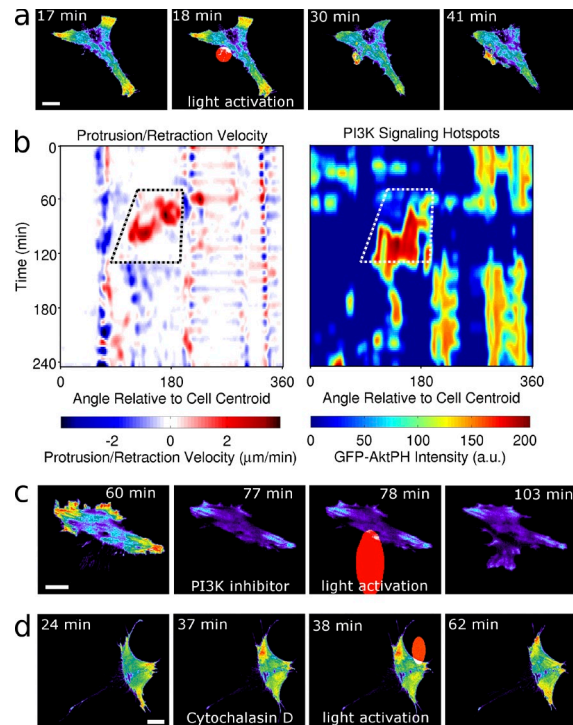 a
17 min 18 min 30 min 41 min
light activation
b
Protrusion/Retraction Velocity PI3K Signaling Hotspots
Time (min)
0
60
120
180
240
0 180 360 0 180 360
Angle Relative to Cell Centroid Angle Relative to Cell Centroid
-2 0 2 0 50 100 150 200
Protrusion/Retraction Velocity (μm/min) GFP-AktPH Intensity (a.u.)
c
60 min 77 min 78 min 103 min
PI3K inhibitor light activation
d
24 min 37 min 38 min 62 min
Cytochalasin D light activation